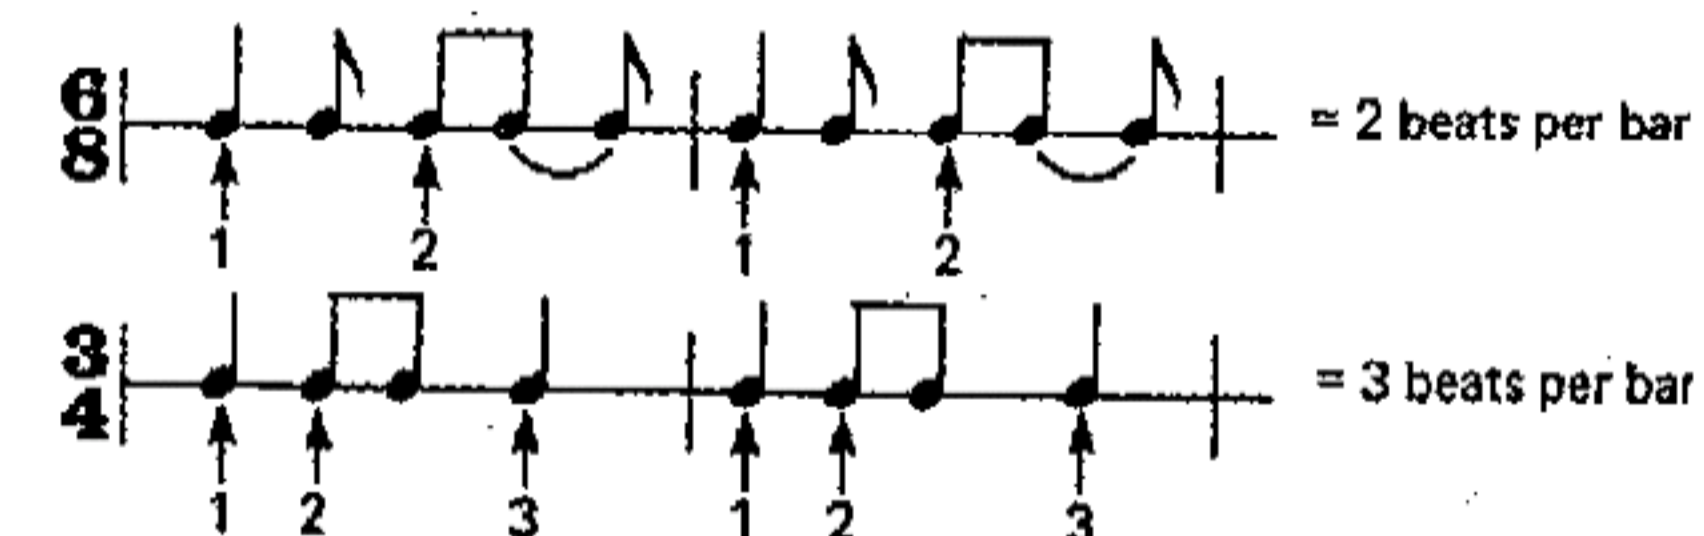 6
8
= 2 beats per bar
1 2 1 2
3
4
= 3 beats per bar
1 2 3 1 2 3